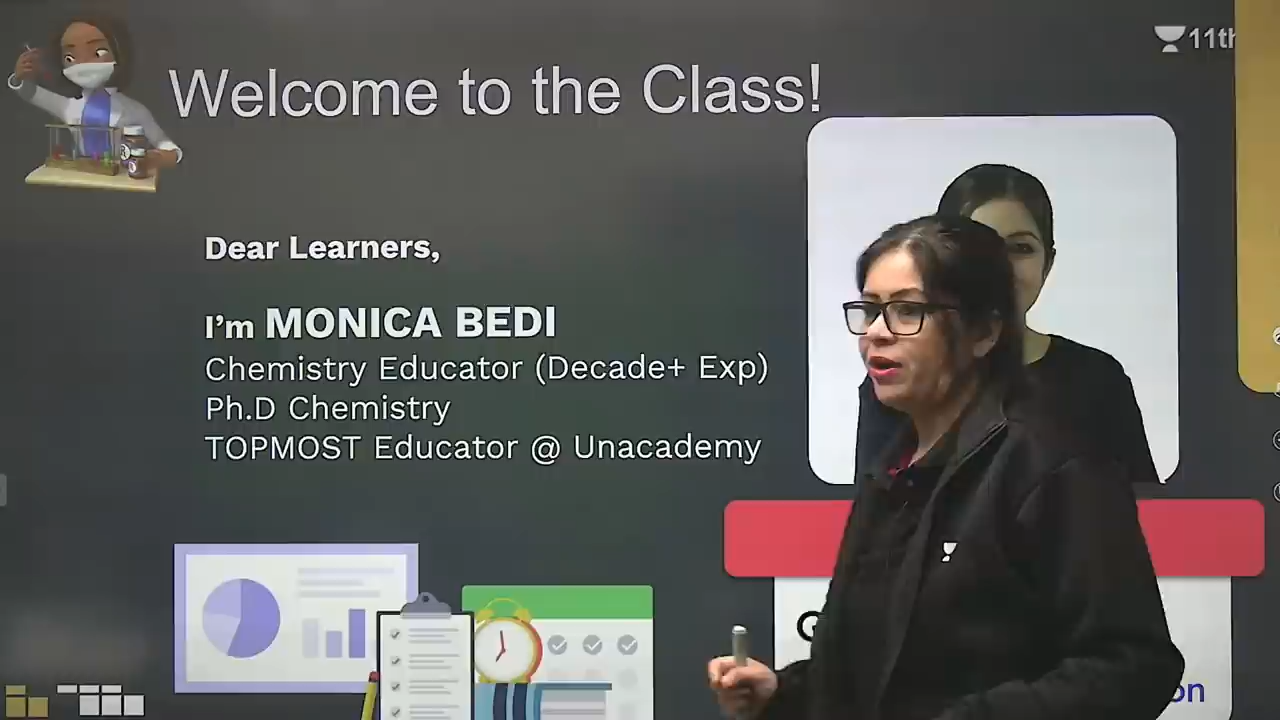 11th
Welcome to the Class!
Dear Learners,
I'm MONICA BEDI
Chemistry Educator (Decade+ Exp)
Ph.D Chemistry
TOPMOST Educator @ Unacademy